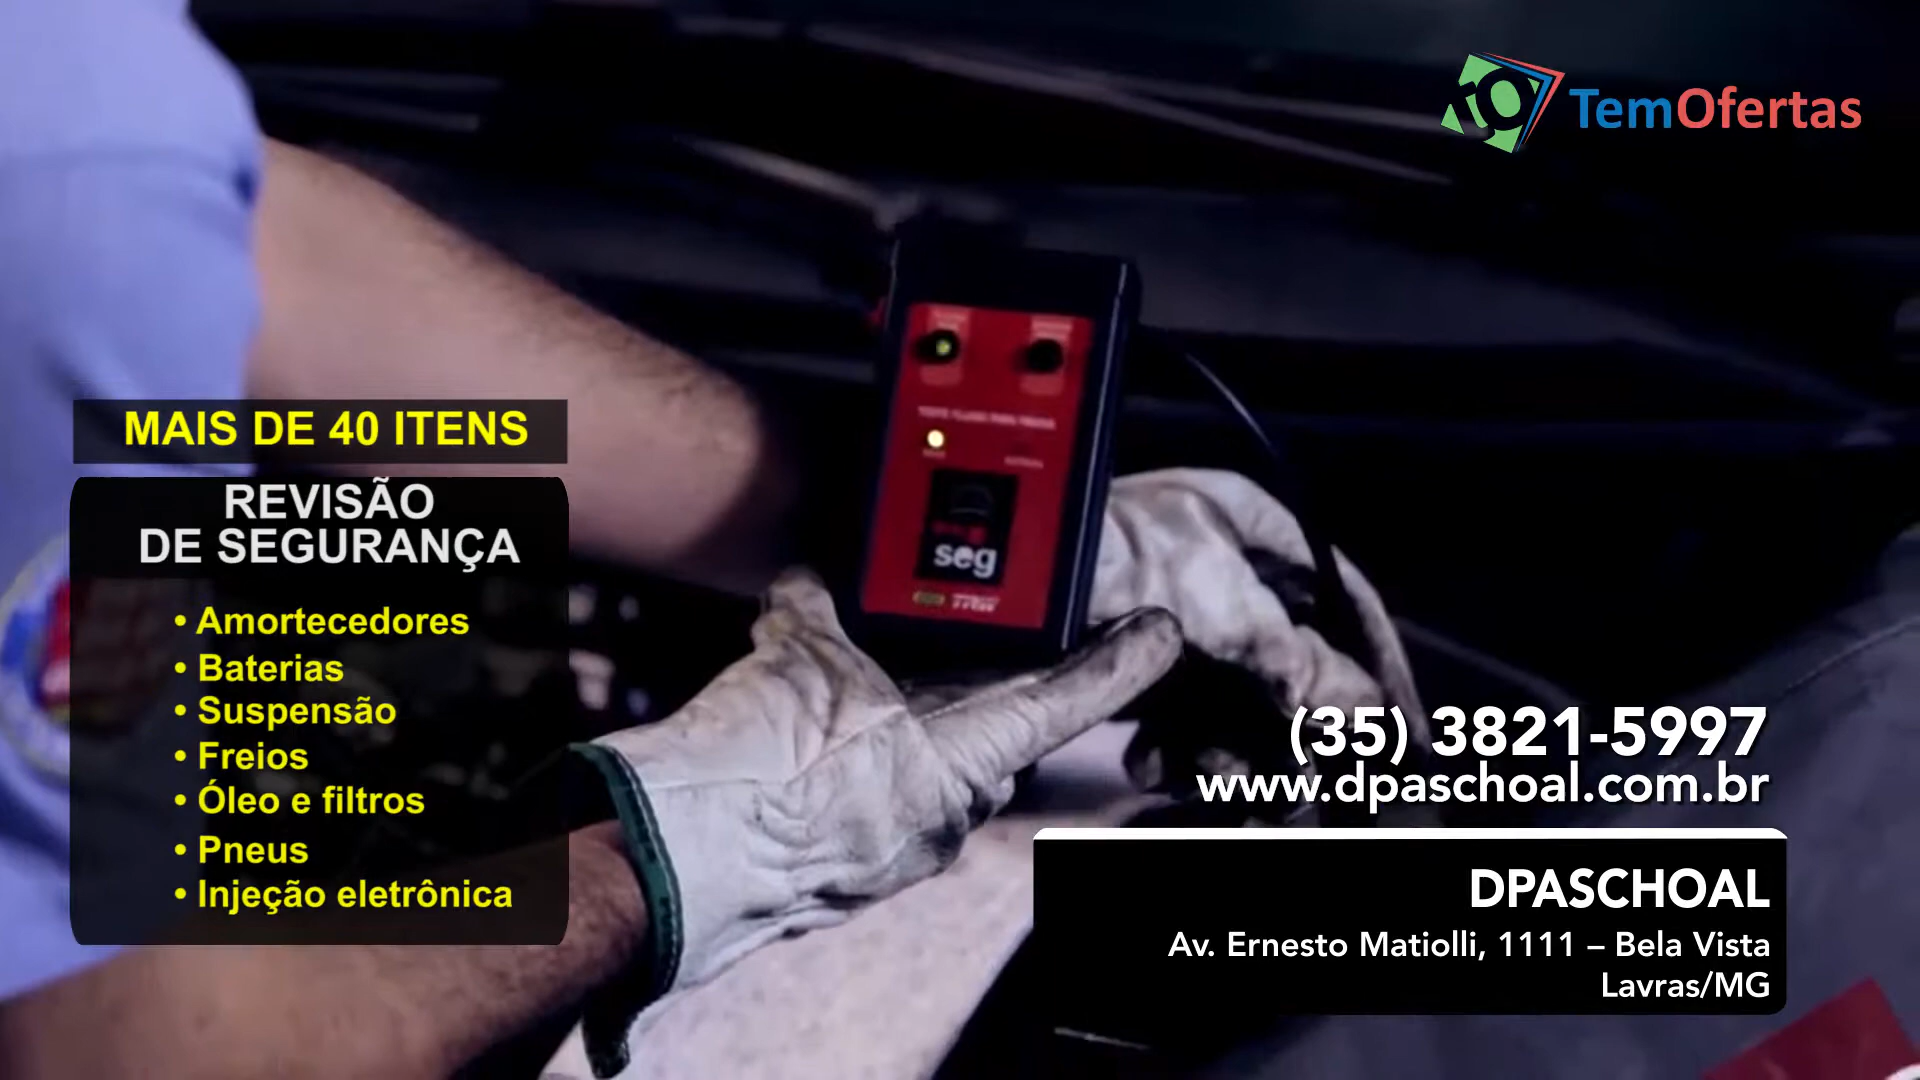 TemOfertas
MAIS DE 40 ITENS
REVISÃO
DE SEGURANÇA
• Amortecedores
• Baterias
• Suspensão
• Freios
• Óleo e filtros
• Pneus
• Injeção eletrônica
seg
(35) 3821-5997
www.dpaschoal.com.br
DPASCHOAL
Av. Ernesto Matiolli, 1111 – Bela Vista
Lavras/MG